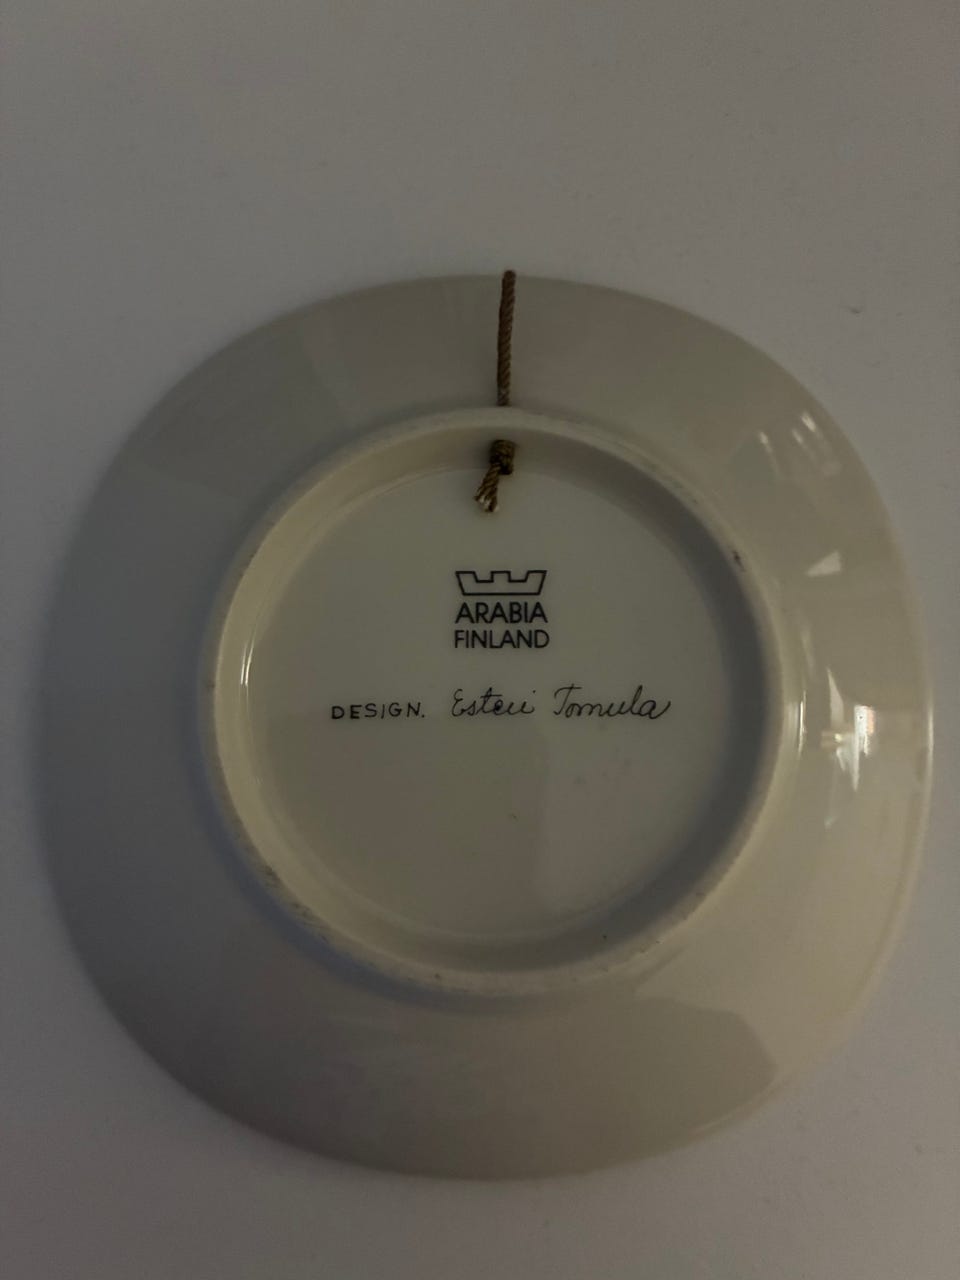 ARABIA
FINLAND
DESIGN. Esteri Tomula